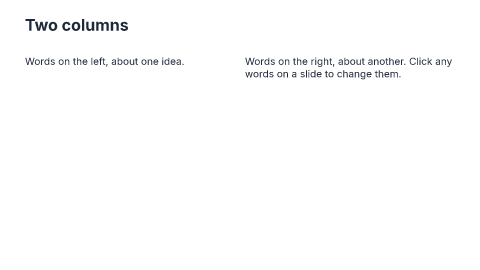 Two columns
Words on the left, about one idea.
Words on the right, about another. Click any
words on a slide to change them.